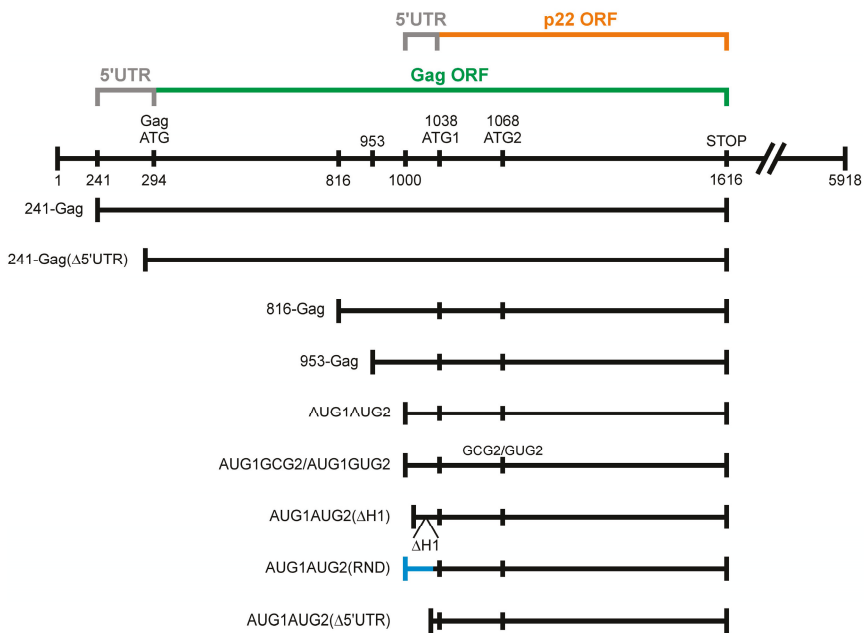 5'UTR p22 ORF
5'UTR Gag ORF
Gag 1038 1068
ATG 953 ATG1 ATG2 STOP
1 241 294 816 1000 1616 5918
241-Gag
241-Gag(Δ5'UTR)
816-Gag
953-Gag
AUG1AUG2
GCG2/GUG2
AUG1GCG2/AUG1GUG2
AUG1AUG2(ΔH1)
ΔH1
AUG1AUG2(RND)
AUG1AUG2(Δ5'UTR)